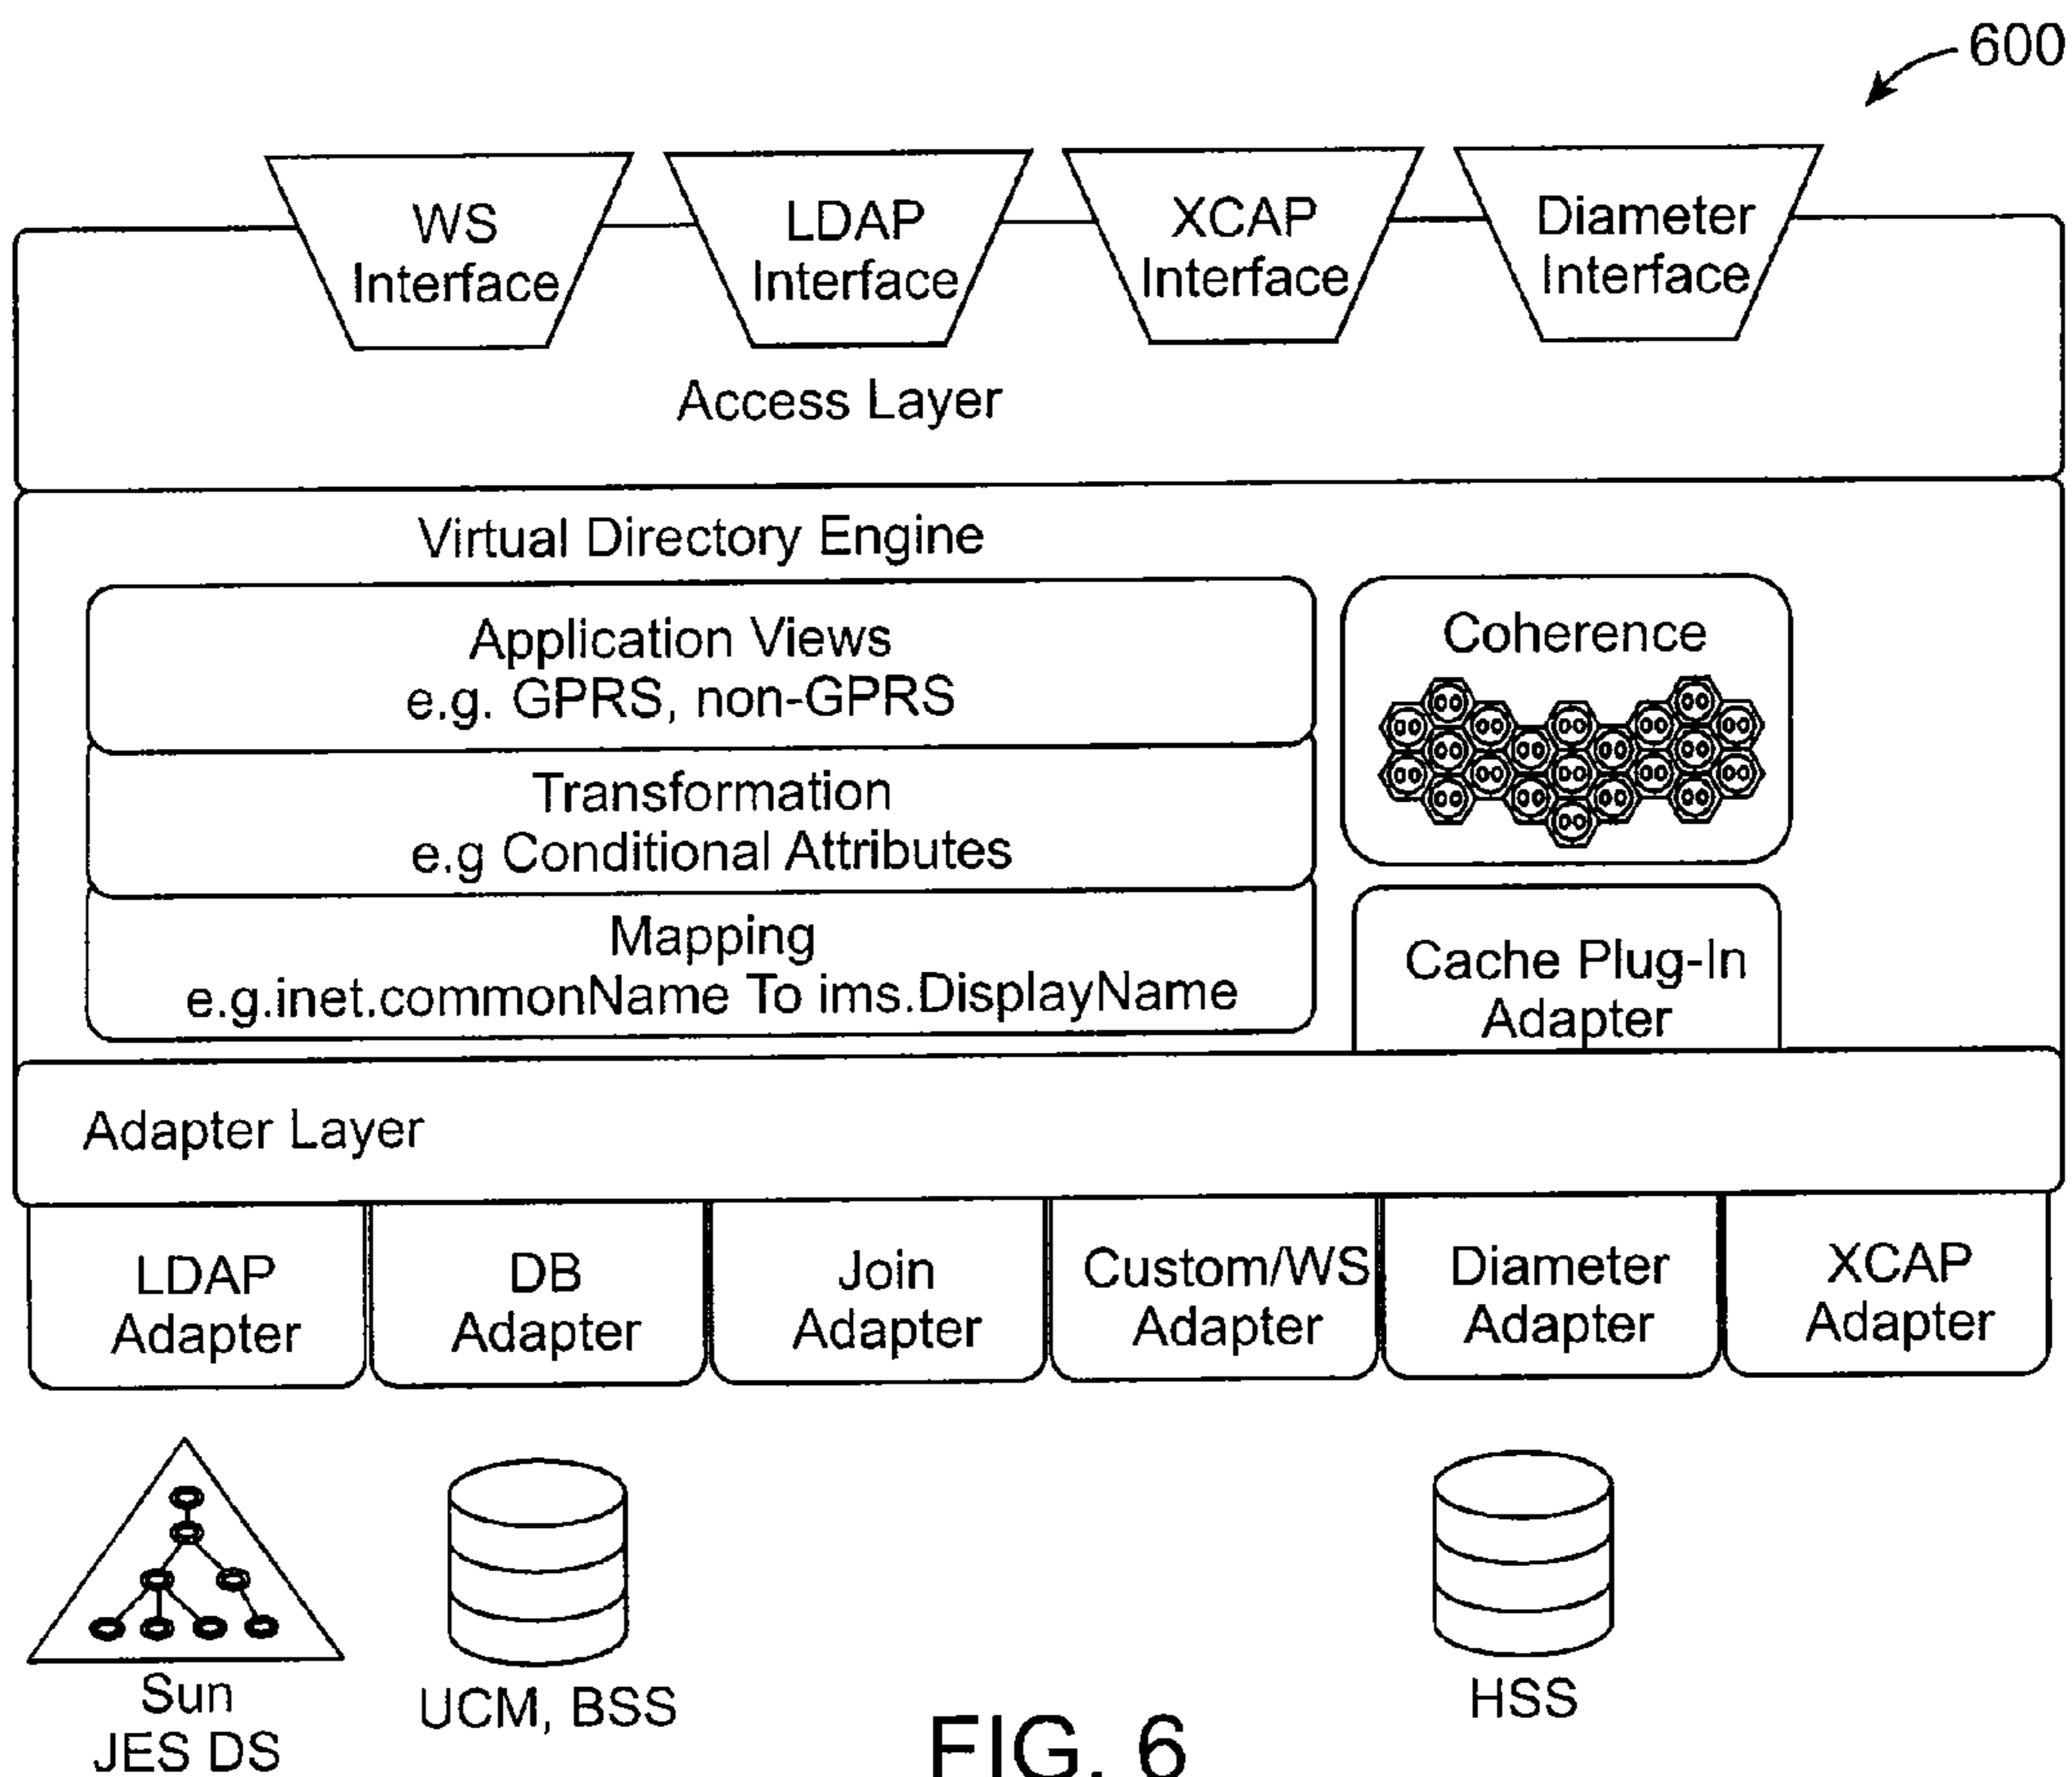 600
WS
Interface
LDAP
Interface
XCAP
Interface
Diameter
Interface
Access Layer
Virtual Directory Engine
Application Views
e.g. GPRS, non-GPRS
Transformation
e.g Conditional Attributes
Mapping
e.g.inet.commonName To ims.DisplayName
Coherence
Cache Plug-In
Adapter
Adapter Layer
LDAP
Adapter
DB
Adapter
Join
Adapter
Custom/WS
Adapter
Diameter
Adapter
XCAP
Adapter
Sun
JES DS
UCM, BSS
HSS
FIG. 6